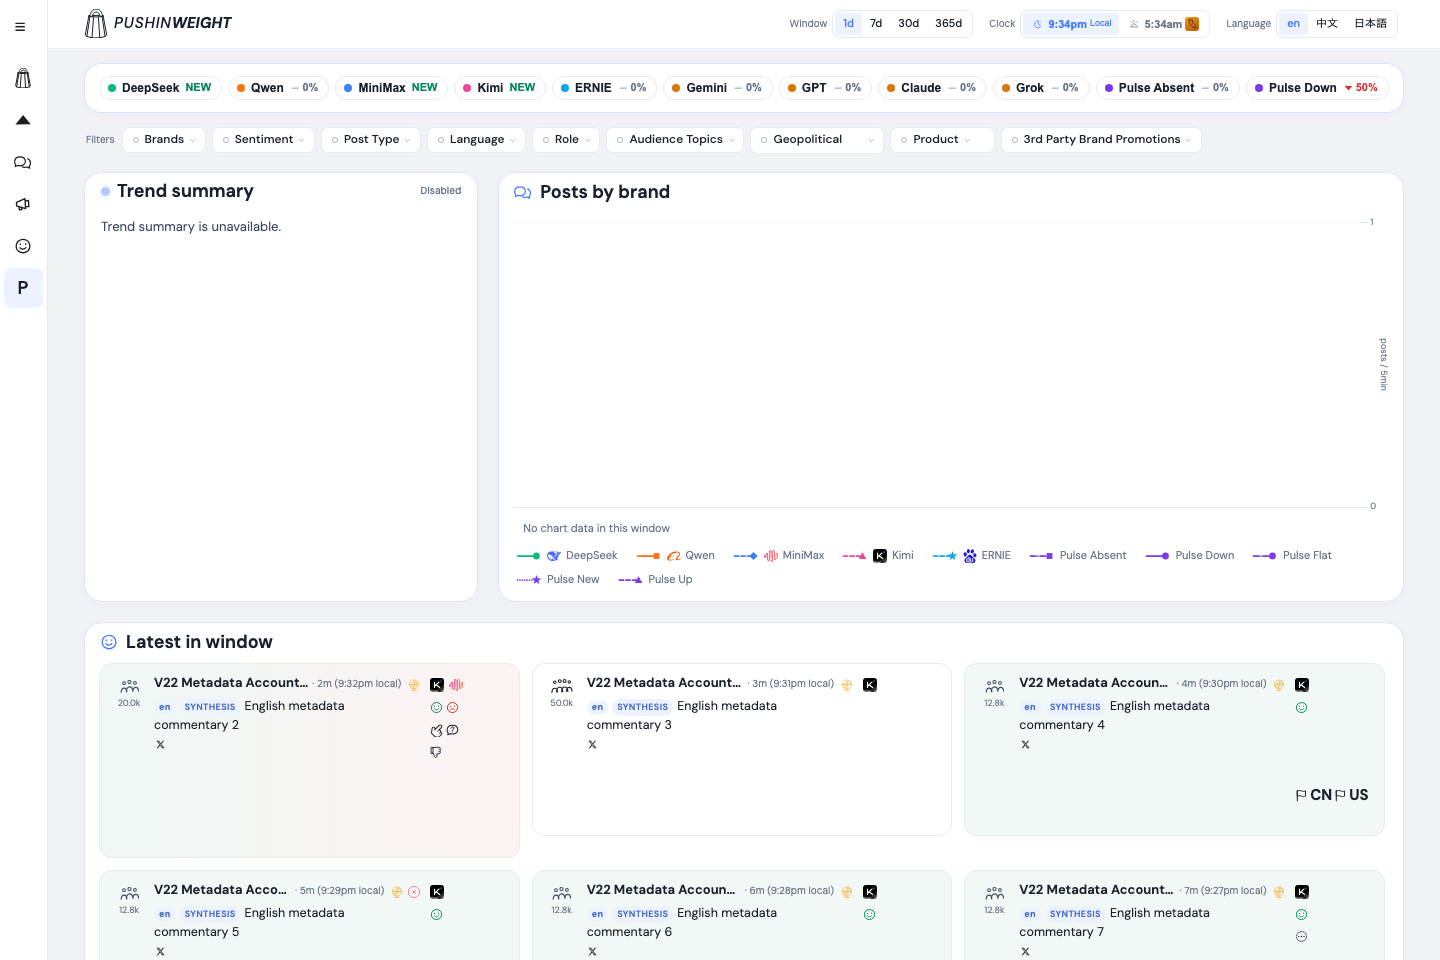 PUSHINWEIGHT
Window 1d 7d 30d 365d Clock 9:34pm Local 5:34am Language en 中文 日本語
DeepSeek NEW Qwen — 0% MiniMax NEW Kimi NEW ERNIE — 0% Gemini — 0% GPT — 0% Claude — 0% Grok — 0% Pulse Absent — 0% Pulse Down 50%
Filters Brands Sentiment Post Type Language Role Audience Topics Geopolitical Product 3rd Party Brand Promotions
P
Trend summary Disabled
Trend summary is unavailable.
Posts by brand
1
posts / 5min
0
No chart data in this window
DeepSeek Qwen MiniMax Kimi ERNIE Pulse Absent Pulse Down Pulse Flat
Pulse New Pulse Up
Latest in window
V22 Metadata Account... · 2m (9:32pm local)
20.0k
en SYNTHESIS English metadata
commentary 2
V22 Metadata Account... · 3m (9:31pm local)
50.0k
en SYNTHESIS English metadata
commentary 3
V22 Metadata Accoun... · 4m (9:30pm local)
12.8k
en SYNTHESIS English metadata
commentary 4
CN US
V22 Metadata Acco... · 5m (9:29pm local)
12.8k
en SYNTHESIS English metadata
commentary 5
V22 Metadata Accoun... · 6m (9:28pm local)
12.8k
en SYNTHESIS English metadata
commentary 6
V22 Metadata Account... · 7m (9:27pm local)
12.8k
en SYNTHESIS English metadata
commentary 7